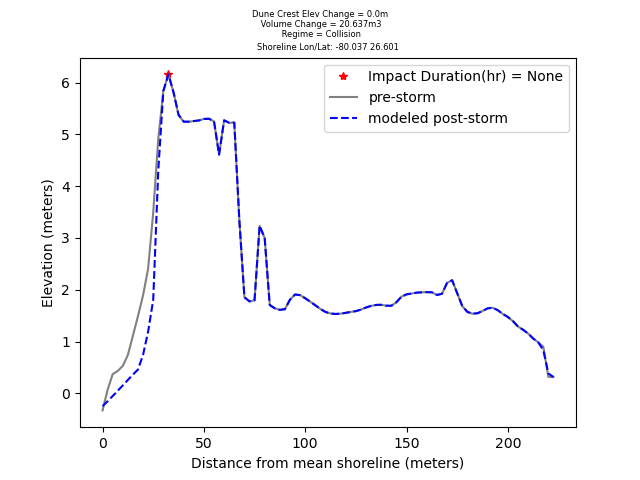 Dune Crest Elev Change = 0.0m
Volume Change = 20.637m3
Regime = Collision
Shoreline Lon/Lat: -80.037 26.601
Impact Duration(hr) = None
pre-storm
modeled post-storm
Elevation (meters)
6
5
4
3
2
1
0
0 50 100 150 200
Distance from mean shoreline (meters)